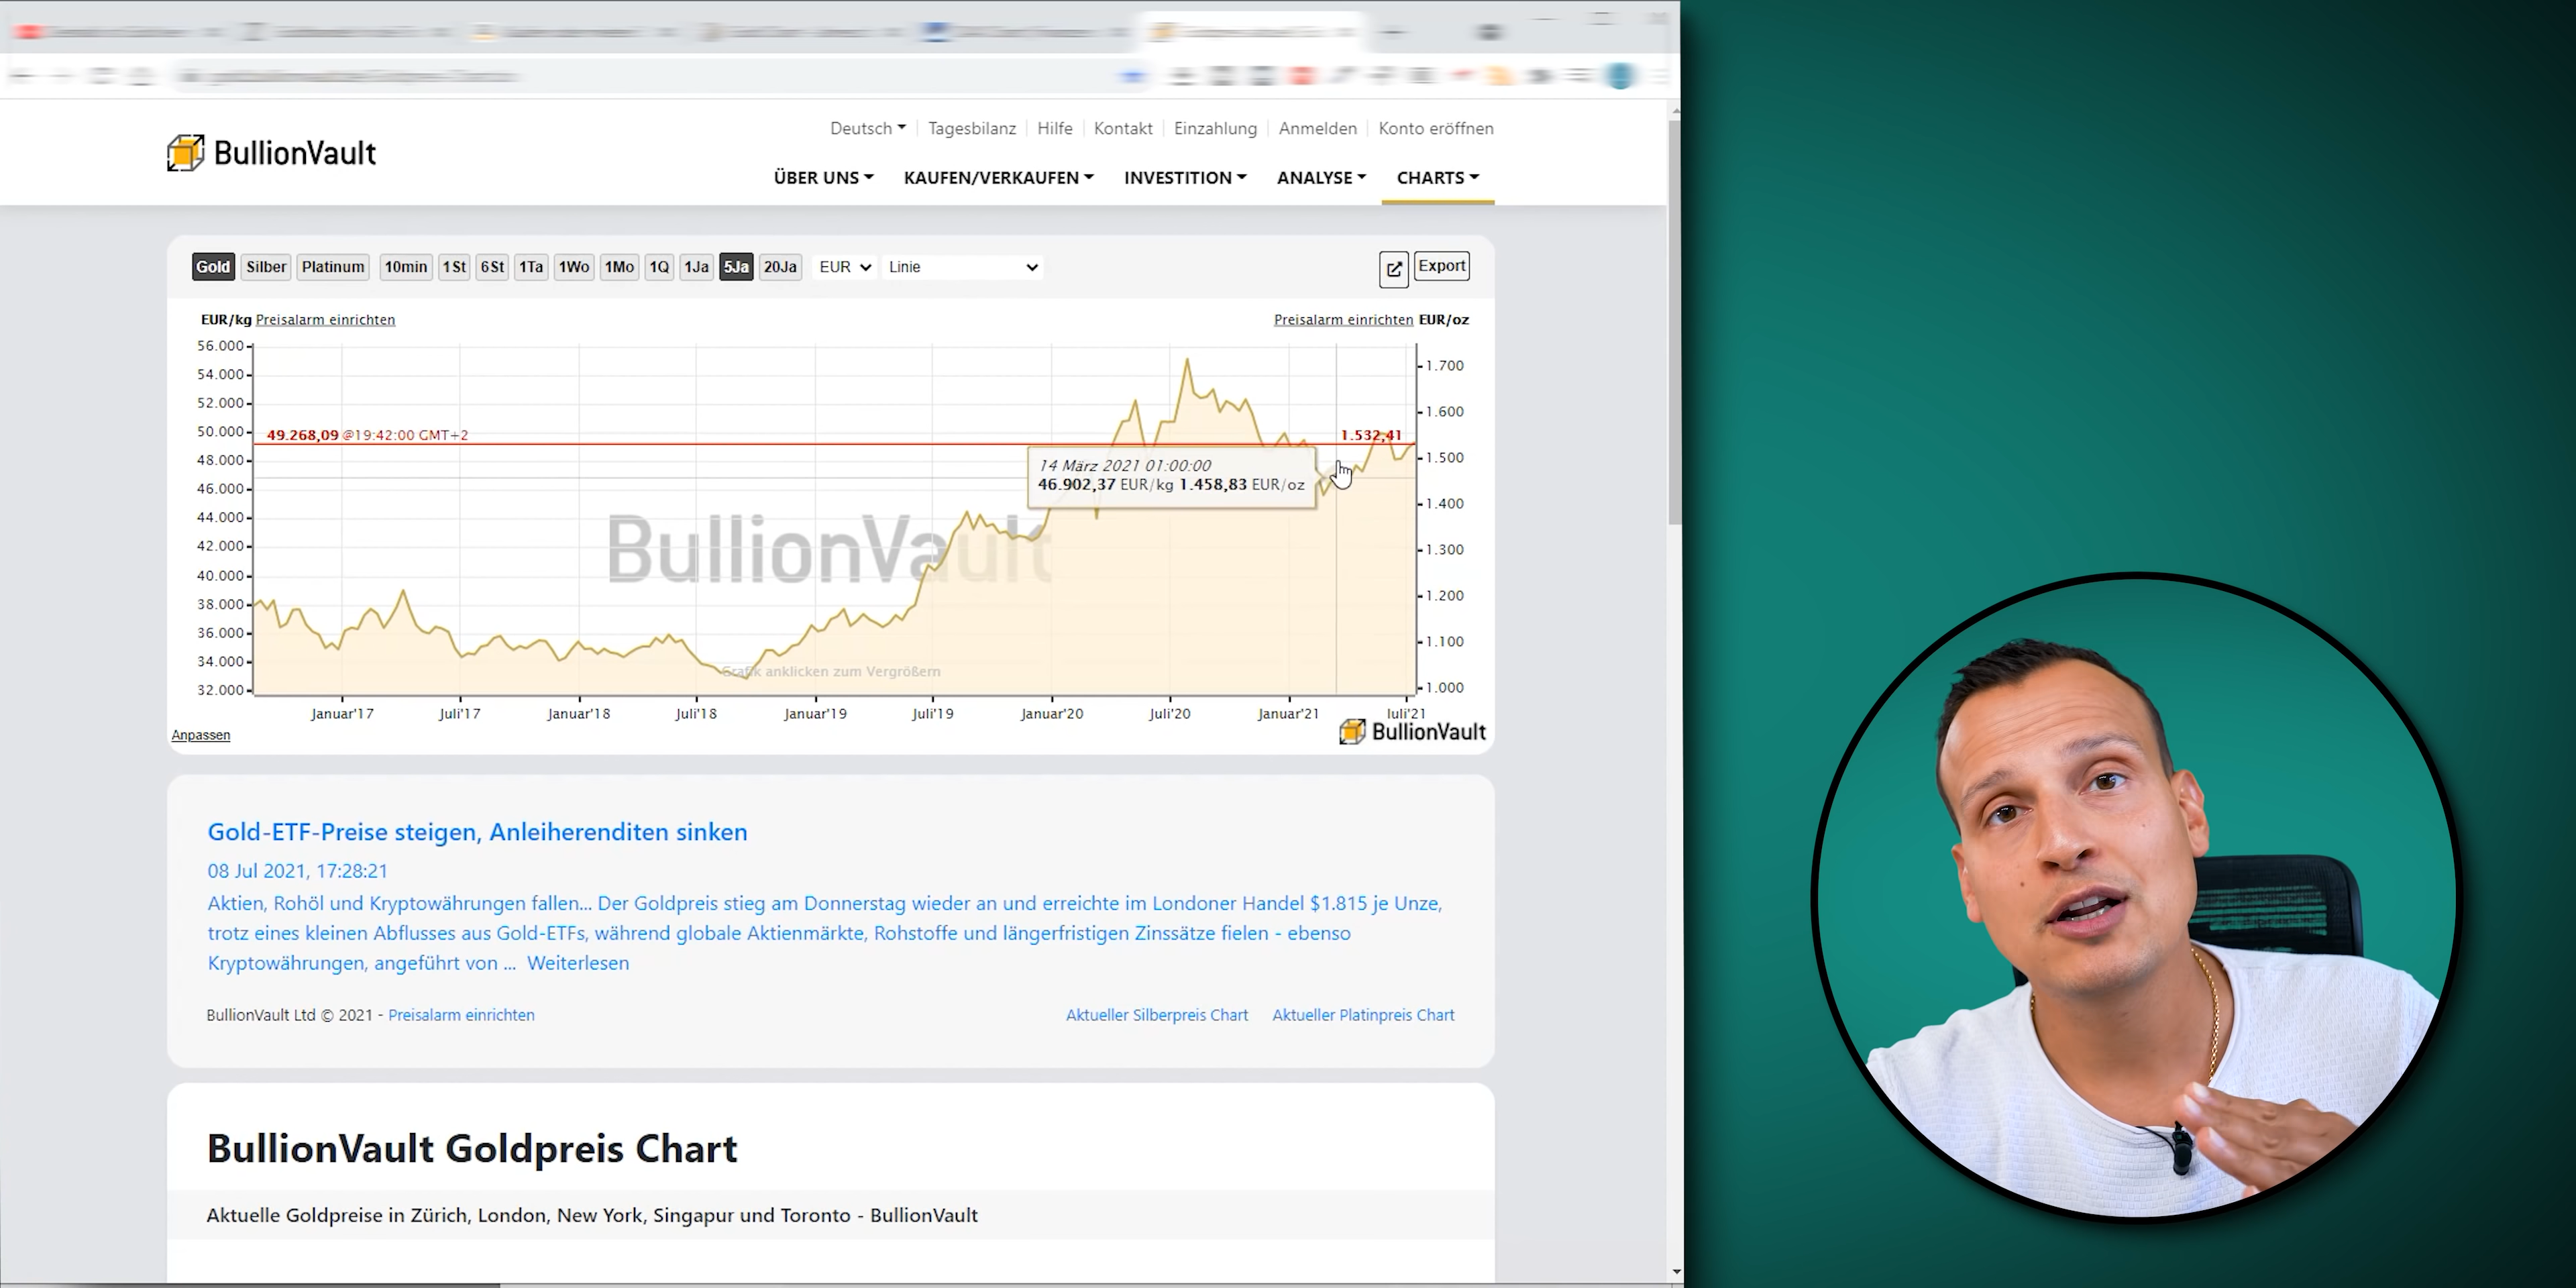 Deutsch Tagesbilanz Hilfe Kontakt Einzahlung Anmelden Konto eröffnen
BullionVault
ÜBER UNS KAUFEN/VERKAUFEN INVESTITION ANALYSE CHARTS
Gold Silber Platinum 10min 1St 6St 1Ta 1Wo 1Mo 1Q 1Ja 5Ja 20Ja EUR Linie Export
EUR/kg Preisalarm einrichten Preisalarm einrichten EUR/oz
56.000
54.000
52.000
50.000
48.000
46.000
44.000
42.000
40.000
38.000
36.000
34.000
32.000
1.700
1.600
1.500
1.400
1.300
1.200
1.100
1.000
49.268,09 @19:42:00 GMT+2
1.532,41
14 März 2021 01:00:00
46.902,37 EUR/kg 1.458,83 EUR/oz
BullionVault
Grafik anklicken zum Vergrößern
Januar'17 Juli'17 Januar'18 Juli'18 Januar'19 Juli'19 Januar'20 Juli'20 Januar'21 Juli'21
Anpassen
BullionVault
Gold-ETF-Preise steigen, Anleiherenditen sinken
08 Jul 2021, 17:28:21
Aktien, Rohöl und Kryptowährungen fallen... Der Goldpreis stieg am Donnerstag wieder an und erreichte im Londoner Handel $1.815 je Unze,
trotz eines kleinen Abflusses aus Gold-ETFs, während globale Aktienmärkte, Rohstoffe und längerfristigen Zinssätze fielen - ebenso
Kryptowährungen, angeführt von ... Weiterlesen
BullionVault Ltd © 2021 - Preisalarm einrichten Aktueller Silberpreis Chart Aktueller Platinpreis Chart
BullionVault Goldpreis Chart
Aktuelle Goldpreise in Zürich, London, New York, Singapur und Toronto - BullionVault